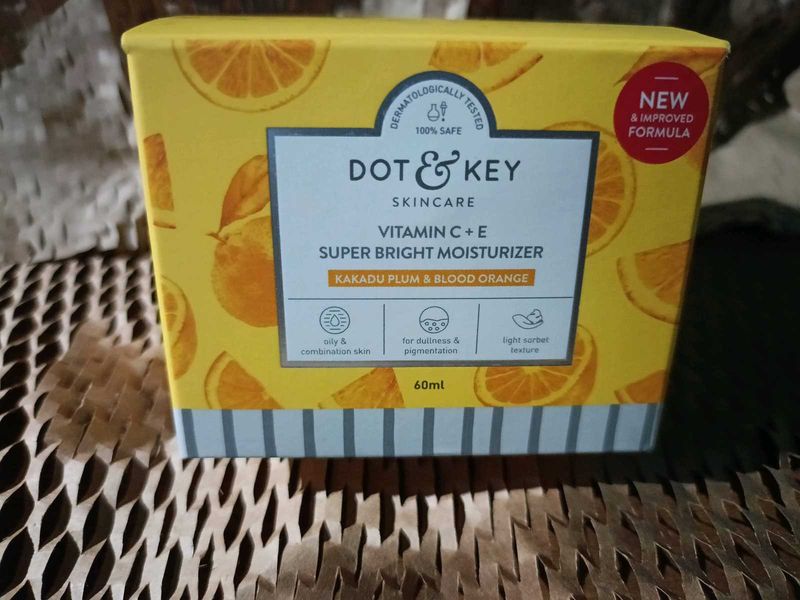 DERMATOLOGICALLY TESTED
100% SAFE
NEW
& IMPROVED
FORMULA
DOT & KEY
SKINCARE
VITAMIN C + E
SUPER BRIGHT MOISTURIZER
KAKADU PLUM & BLOOD ORANGE
oily &
combination skin
for dullness &
pigmentation
light sorbet
texture
60ml